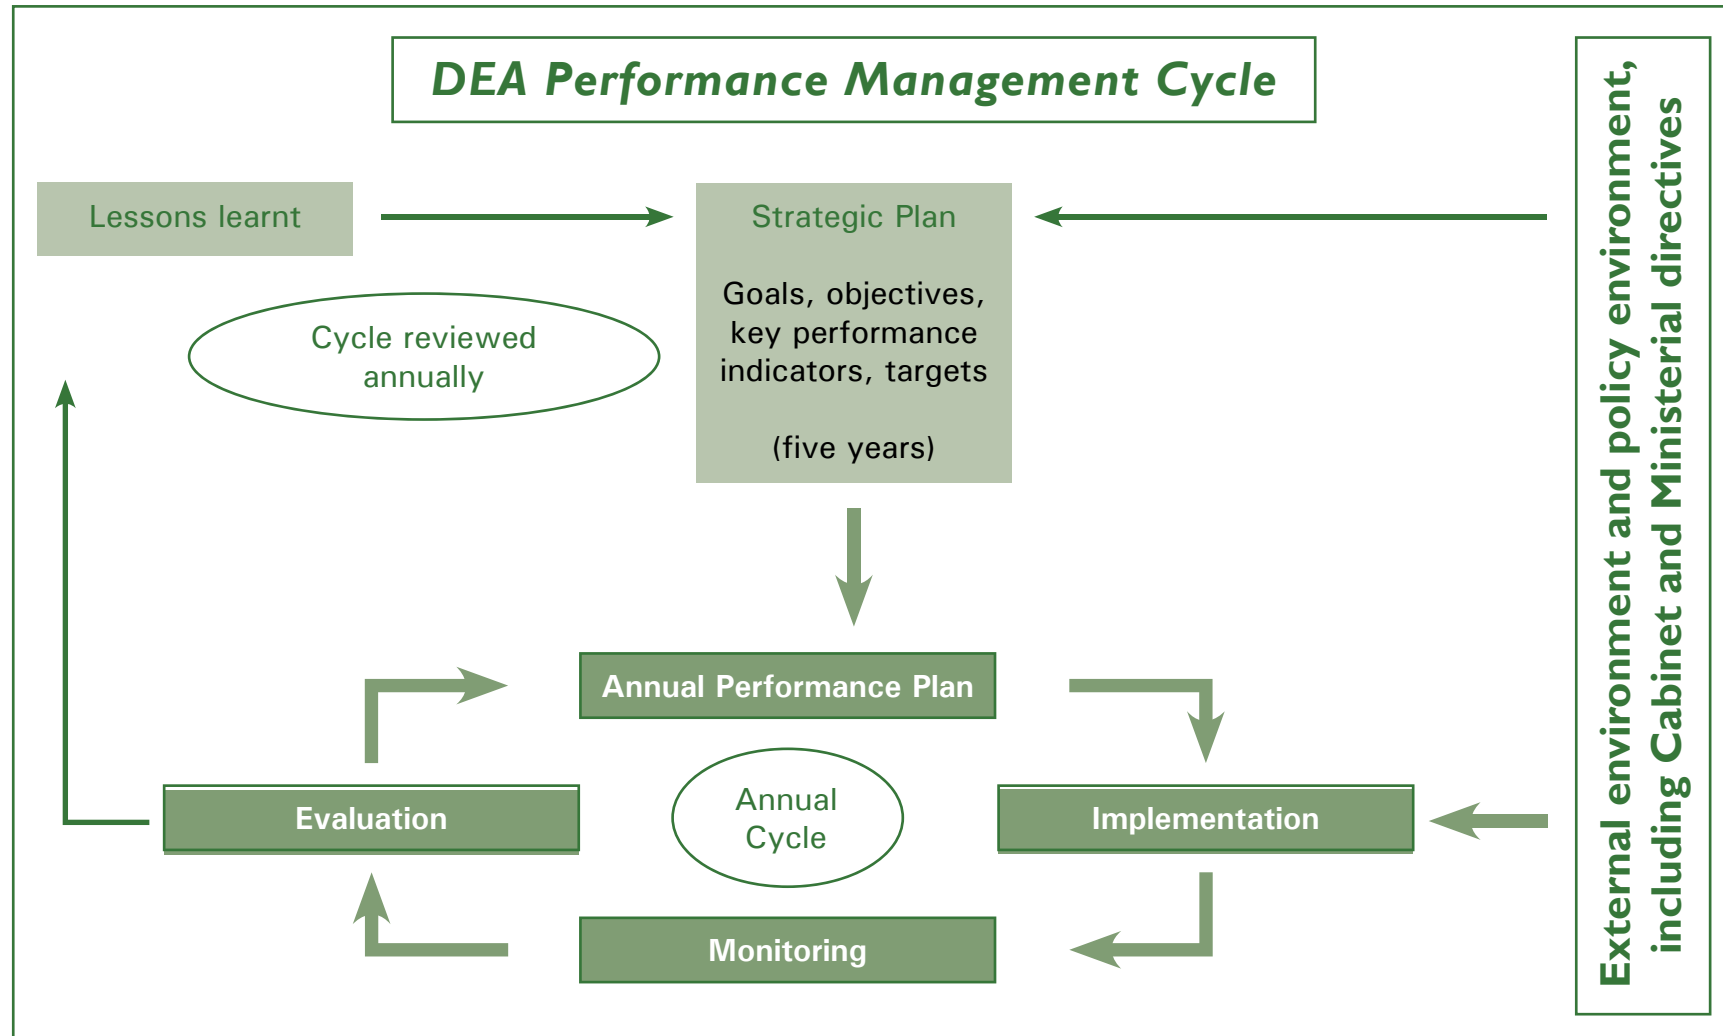 DEA Performance Management Cycle
Lessons learnt
Strategic Plan
Goals, objectives,
key performance
indicators, targets
(five years)
Cycle reviewed
annually
Annual Performance Plan
Evaluation
Annual
Cycle
Implementation
Monitoring
External environment and policy environment,
including Cabinet and Ministerial directives